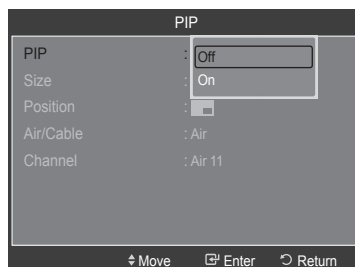 PIP
PIP : Off
Size : On
Position :
Air/Cable : Air
Channel : Air 11
Move Enter Return